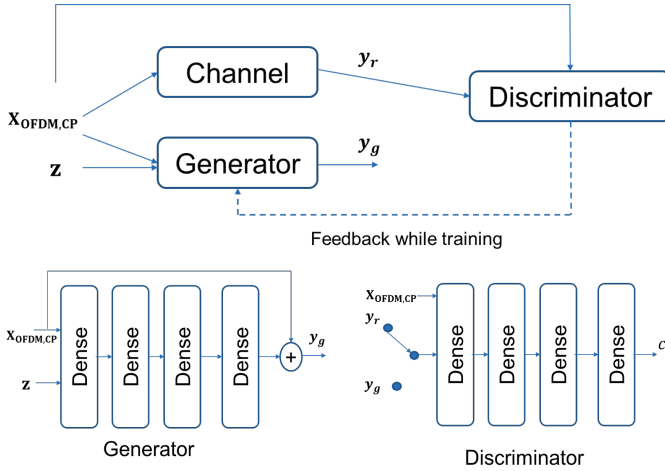 Channel
y_r
Discriminator
X_OFDM,CP
Generator
y_g
z
Feedback while training
X_OFDM,CP
z
Dense
Dense
Dense
Dense
+
y_g
Generator
X_OFDM,CP
y_r
y_g
Dense
Dense
Dense
Dense
c
Discriminator